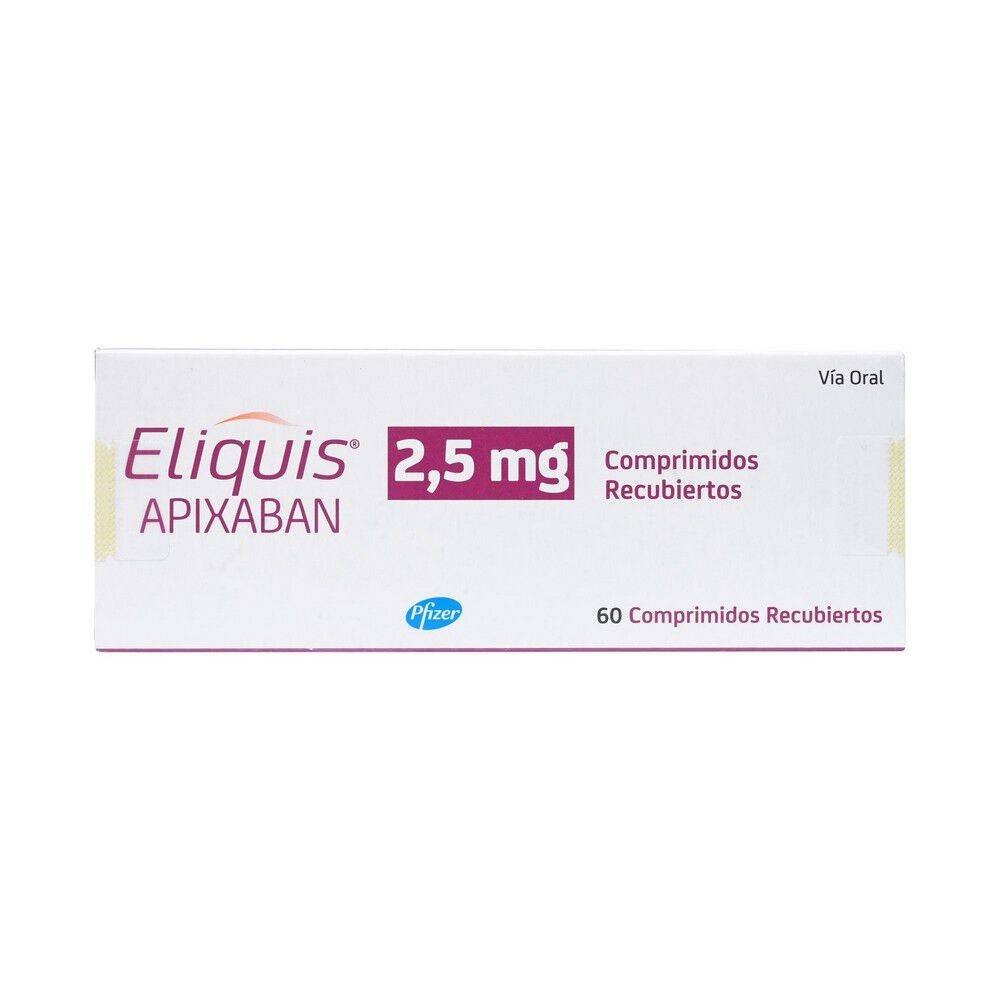 Vía Oral
Eliquis®
APIXABAN
2,5 mg
Comprimidos
Recubiertos
Pfizer
60 Comprimidos Recubiertos